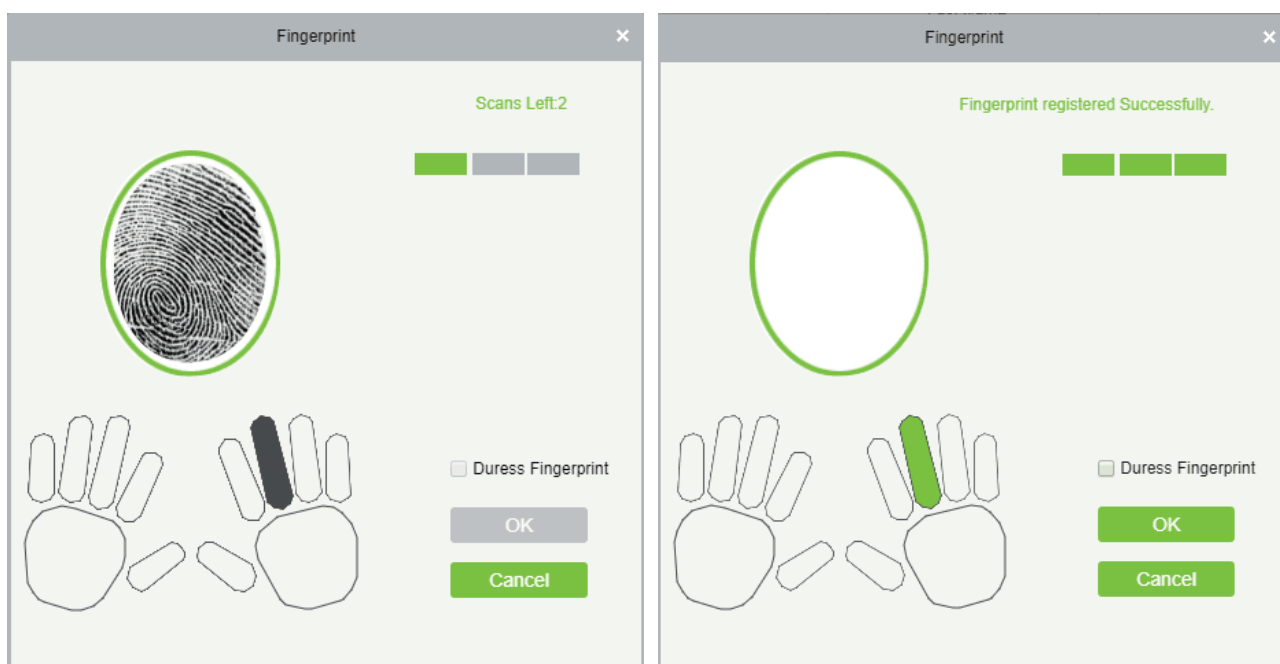 Fingerprint
Scans Left:2
Duress Fingerprint
OK
Cancel
Fingerprint
Fingerprint registered Successfully.
Duress Fingerprint
OK
Cancel